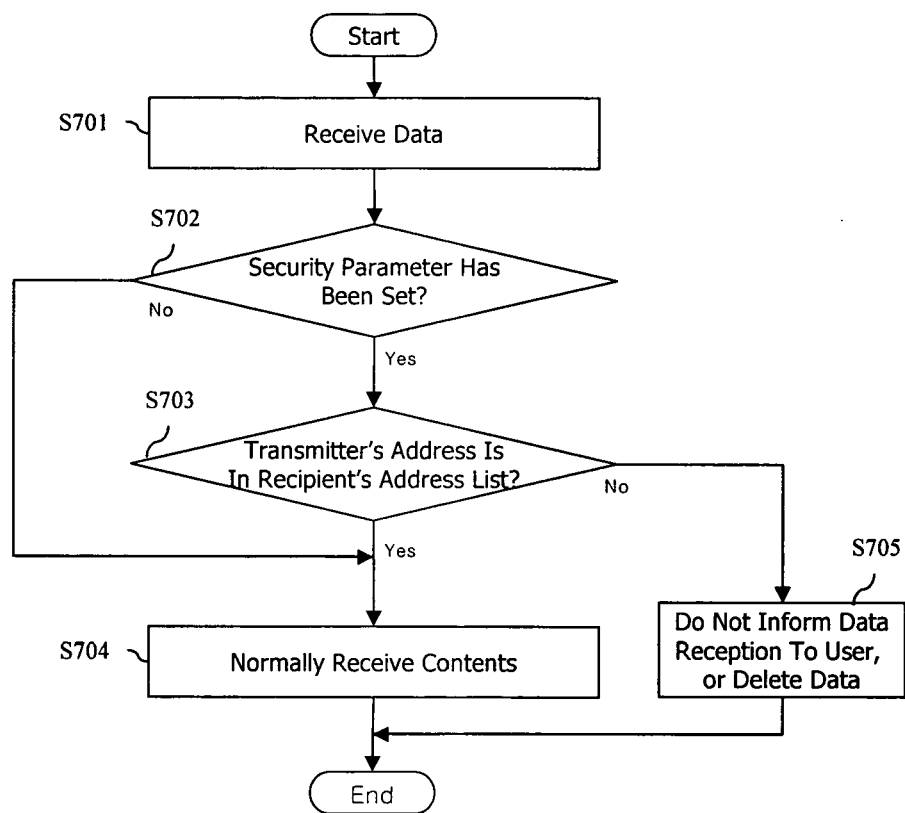 Start
S701
Receive Data
S702
Security Parameter Has
Been Set?
No
Yes
S703
Transmitter's Address Is
In Recipient's Address List?
No
Yes
S705
Do Not Inform Data
Reception To User,
or Delete Data
S704
Normally Receive Contents
End